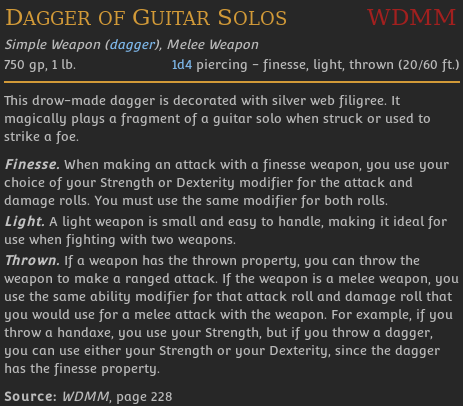 Dagger of Guitar Solos WDMM
Simple Weapon (dagger), Melee Weapon
750 gp, 1 lb. 1d4 piercing - finesse, light, thrown (20/60 ft.)
This drow-made dagger is decorated with silver web filigree. It
magically plays a fragment of a guitar solo when struck or used to
strike a foe.
Finesse. When making an attack with a finesse weapon, you use your
choice of your Strength or Dexterity modifier for the attack and
damage rolls. You must use the same modifier for both rolls.
Light. A light weapon is small and easy to handle, making it ideal for
use when fighting with two weapons.
Thrown. If a weapon has the thrown property, you can throw the
weapon to make a ranged attack. If the weapon is a melee weapon, you
use the same ability modifier for that attack roll and damage roll that
you would use for a melee attack with the weapon. For example, if you
throw a handaxe, you use your Strength, but if you throw a dagger,
you can use either your Strength or your Dexterity, since the dagger
has the finesse property.
Source: WDMM, page 228